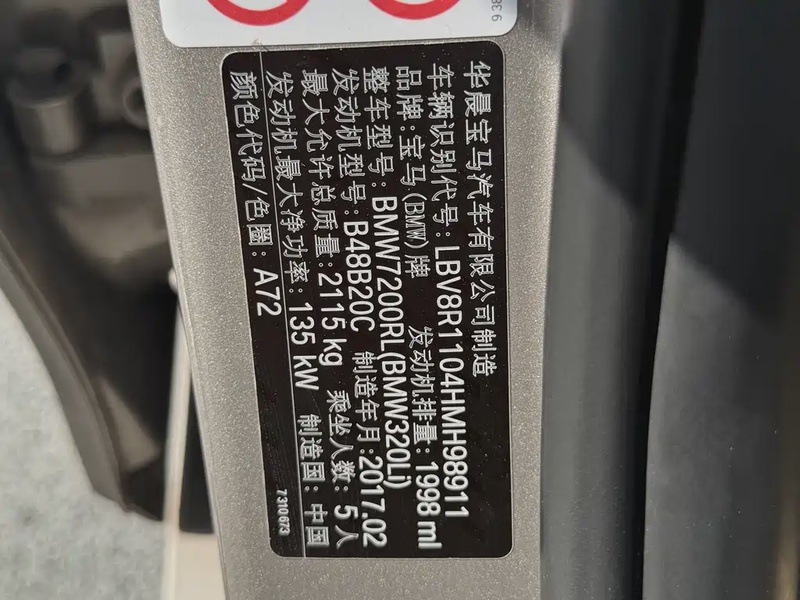 华晨宝马汽车有限公司制造
车辆识别代号:LBV8R1104HMH98911
品牌:宝马(BMW)牌 发动机排量:1998 ml
整车型号:BMW7200RL(BMW320Li)
发动机型号:B48B20C 制造年月:2017.02
最大允许总质量:2115 kg 乘坐人数:5人
发动机最大净功率:135 kW 制造国:中国
颜色代码/色圈:A72
7 310 673